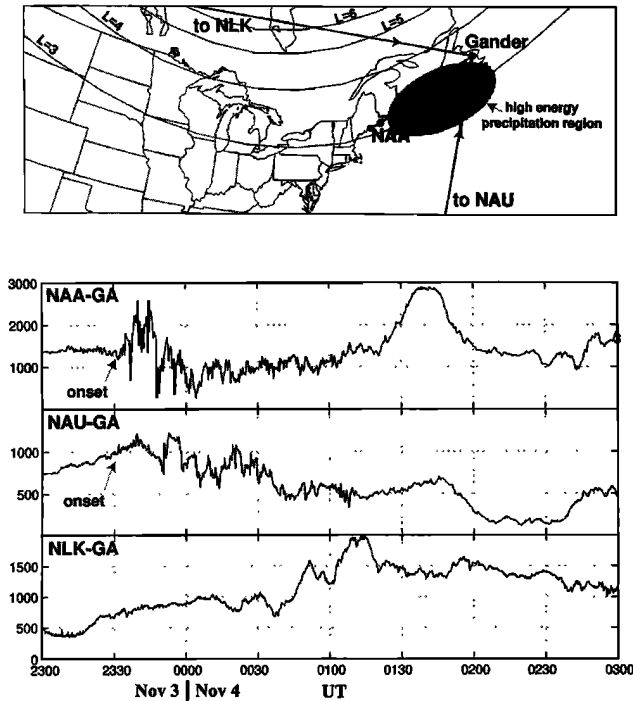 to NLK
L=6
L=5
L=4
L=3
Gander
NAA
high energy
precipitation region
to NAU
3000
NAA-GA
2000
1000
onset
NAU-GA
1000
500
onset
NLK-GA
1500
1000
500
0
2300 2330 0000 0030 0100 0130 0200 0230 0300
Nov 3 | Nov 4 UT